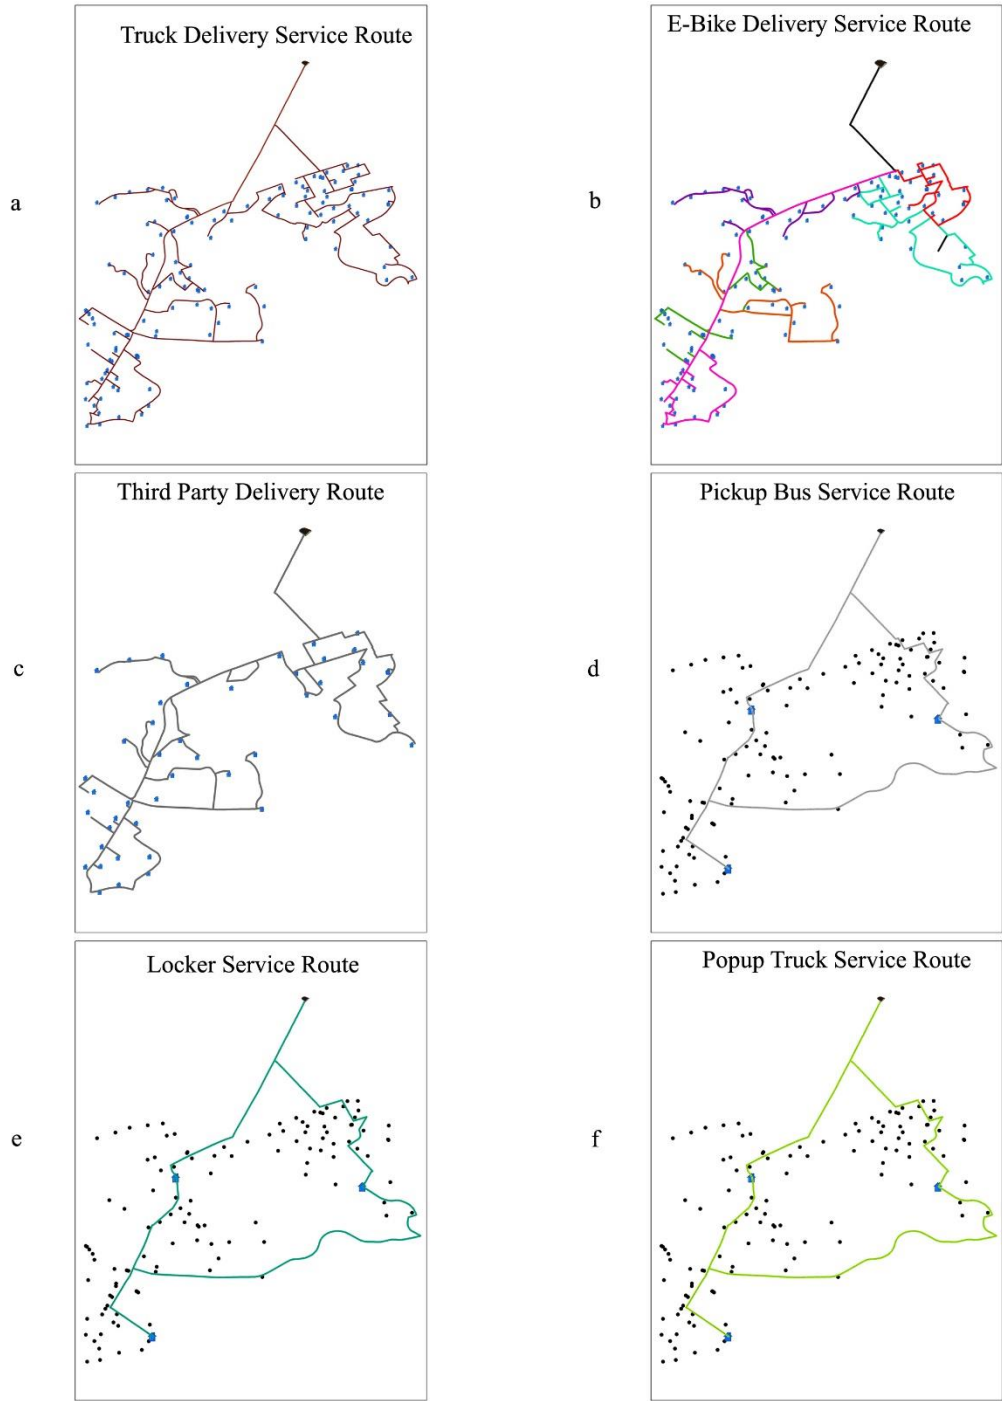 Truck Delivery Service Route
E-Bike Delivery Service Route
a
b
Third Party Delivery Route
Pickup Bus Service Route
c
d
Locker Service Route
Popup Truck Service Route
e
f